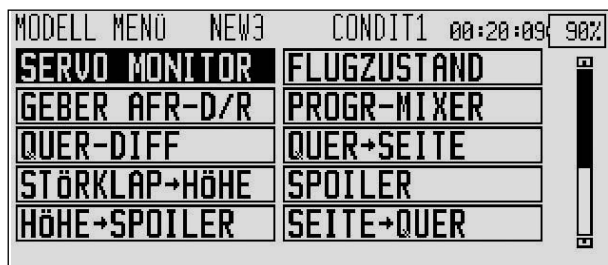 MODELL MENÜ NEW3 CONDIT1 00:20:09 90%
SERVO MONITOR FLUGZUSTAND
GEBER AFR-D/R PROGR-MIXER
QUER-DIFF QUER→SEITE
STÖRKLAP→HÖHE SPOILER
HÖHE→SPOILER SEITE→QUER